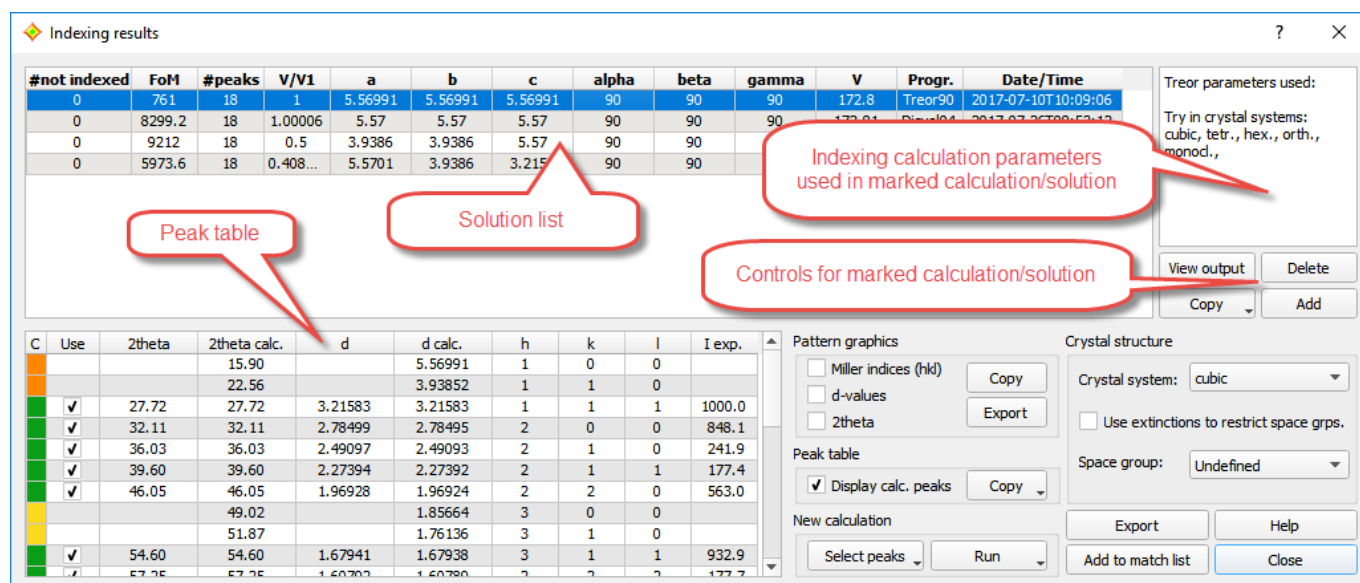 Indexing results
? 
#not indexed FoM #peaks V/V1 a b c alpha beta gamma V Progr. Date/Time
0 761 18 1 5.56991 5.56991 5.56991 90 90 90 172.8 Treor90 2017-07-10T10:09:06
0 8299.2 18 1.00006 5.57 5.57 5.57 90 90 90
0 9212 18 0.5 3.9386 3.9386 5.57 90 90
0 5973.6 18 0.408... 5.5701 3.9386 90 90
Treor parameters used:
Try in crystal systems:
cubic, tetr., hex., orth.,
monocl.,
Indexing calculation parameters
used in marked calculation/solution
Solution list
Peak table
Controls for marked calculation/solution
View output Delete
Copy Add
C Use 2theta 2theta calc. d d calc. h k l I exp.
15.90 5.56991 1 0 0
22.56 3.93852 1 1 0
27.72 27.72 3.21583 3.21583 1 1 1 1000.0
32.11 32.11 2.78499 2.78495 2 0 0 848.1
36.03 36.03 2.49097 2.49093 2 1 0 241.9
39.60 39.60 2.27394 2.27392 2 1 1 177.4
46.05 46.05 1.96928 1.96924 2 2 0 563.0
49.02 1.85664 3 0 0
51.87 1.76136 3 1 0
54.60 54.60 1.67941 1.67938 3 1 1 932.9
Pattern graphics
Miller indices (hkl)
d-values
2theta
Copy
Export
Peak table
Display calc. peaks Copy
New calculation
Select peaks Run
Crystal structure
Crystal system: cubic
Use extinctions to restrict space grps.
Space group: Undefined
Export Help
Add to match list Close